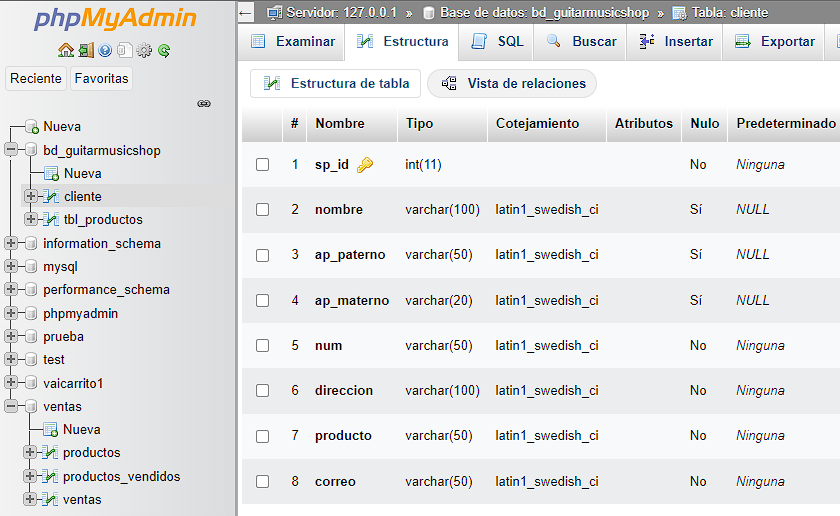 phpMyAdmin
Reciente Favoritas
Nueva
bd_guitarmusicshop
Nueva
cliente
tbl_productos
information_schema
mysql
performance_schema
phpmyadmin
prueba
test
vaicarrito1
ventas
Nueva
productos
productos_vendidos
ventas
Servidor: 127.0.0.1 » Base de datos: bd_guitarmusicshop » Tabla: cliente
Examinar Estructura SQL Buscar Insertar Exportar
Estructura de tabla Vista de relaciones
# Nombre Tipo Cotejamiento Atributos Nulo Predeterminado
1 sp_id int(11) No Ninguna
2 nombre varchar(100) latin1_swedish_ci Sí NULL
3 ap_paterno varchar(50) latin1_swedish_ci Sí NULL
4 ap_materno varchar(20) latin1_swedish_ci Sí NULL
5 num varchar(50) latin1_swedish_ci No Ninguna
6 direccion varchar(100) latin1_swedish_ci No Ninguna
7 producto varchar(50) latin1_swedish_ci No Ninguna
8 correo varchar(50) latin1_swedish_ci No Ninguna